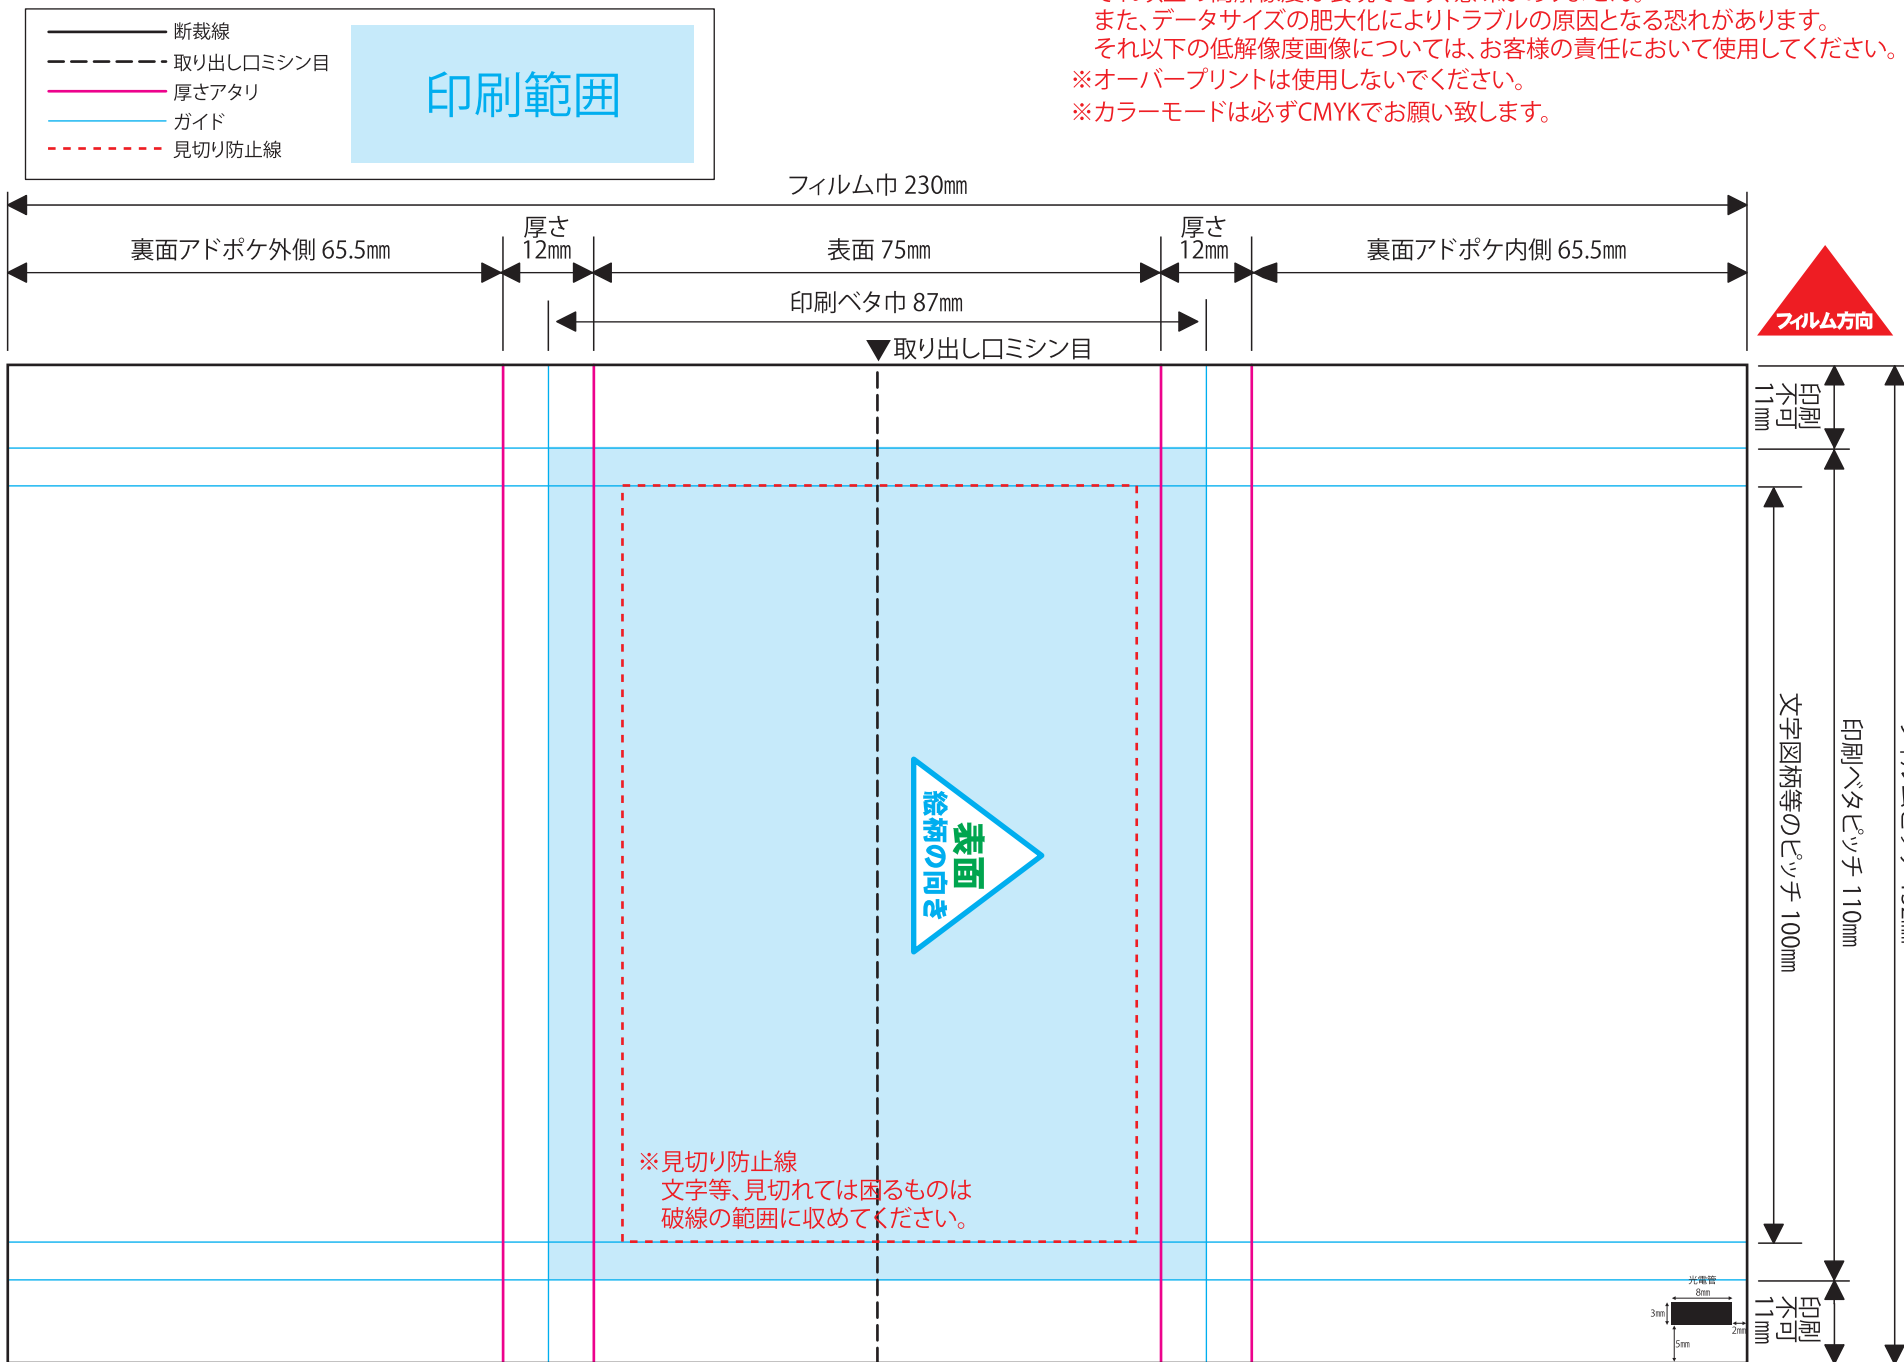 断裁線
取り出し口ミシン目
厚さアタリ
ガイド
見切り防止線
印刷範囲
また、データサイズの肥大化によりトラブルの原因となる恐れがあります。
それ以下の低解像度画像については、お客様の責任において使用してください。
※オーバープリントは使用しないでください。
※カラーモードは必ずCMYKでお願い致します。
フィルム巾 230mm
裏面アドポケ外側 65.5mm
厚さ
12mm
表面 75mm
厚さ
12mm
裏面アドポケ内側 65.5mm
印刷ベタ巾 87mm
▼取り出し口ミシン目
フィルム方向
印刷
不可
11mm
文字図柄等のピッチ 100mm
印刷ベタピッチ 110mm
表面
絵柄の向き
※見切り防止線
文字等、見切れては困るものは
破線の範囲に収めてください。
光電管
8mm
3mm
2mm
5mm
印刷
不可
11mm